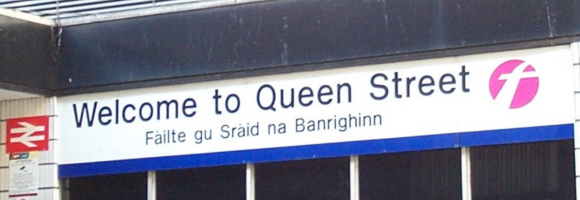 Welcome to Queen Street
Fàilte gu Sràid na Banrighinn